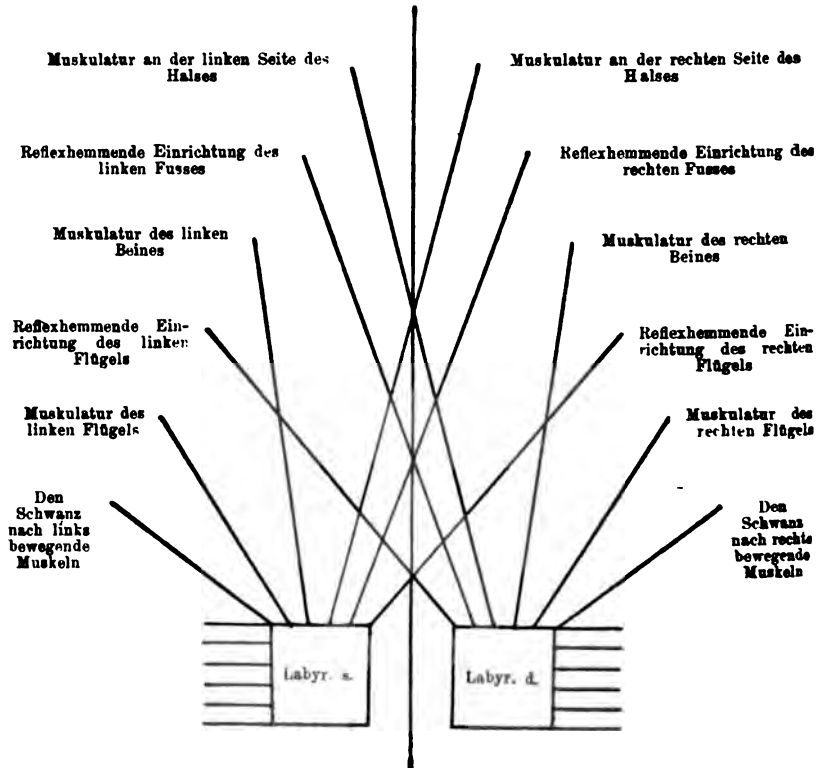 Muskulatur an der linken Seite des
Halses
Muskulatur an der rechten Seite des
Halses
Reflexhemmende Einrichtung des
linken Fusses
Reflexhemmende Einrichtung des
rechten Fusses
Muskulatur des linken
Beines
Muskulatur des rechten
Beines
Reflexhemmende Ein-
richtung des linken
Flügels
Reflexhemmende Ein-
richtung des rechten
Flügels
Muskulatur des
linken Flügels
Muskulatur des
rechten Flügels
Den
Schwanz
nach links
bewegende
Muskeln
Den
Schwanz
nach rechts
bewegende
Muskeln
Labyr. s.
Labyr. d.